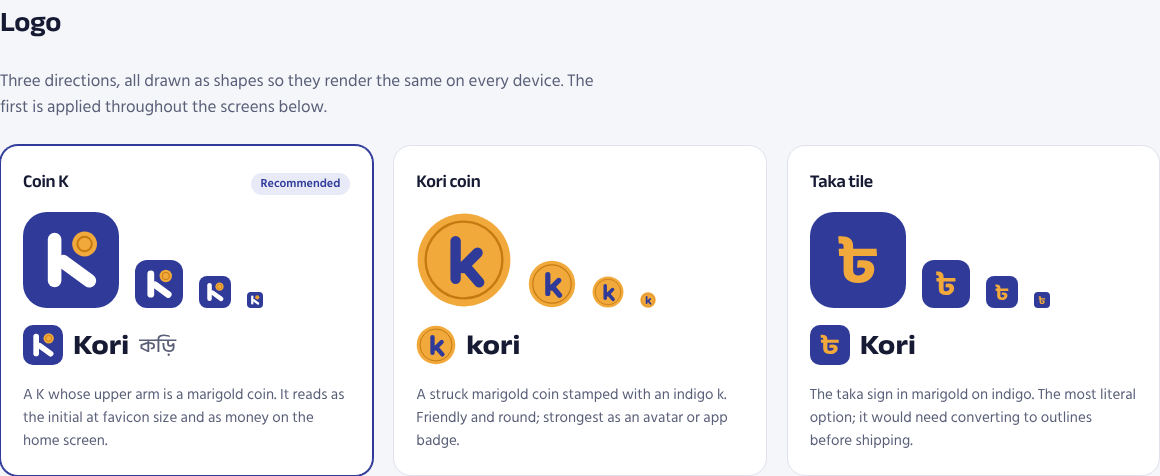 Logo
Three directions, all drawn as shapes so they render the same on every device. The
first is applied throughout the screens below.
Coin K
Recommended
K
K
K
K
K
Kori কড়ি
A K whose upper arm is a marigold coin. It reads as
the initial at favicon size and as money on the
home screen.
Kori coin
k
k
k
k
k
kori
A struck marigold coin stamped with an indigo k.
Friendly and round; strongest as an avatar or app
badge.
Taka tile
৳
৳
৳
৳
৳
Kori
The taka sign in marigold on indigo. The most literal
option; it would need converting to outlines
before shipping.